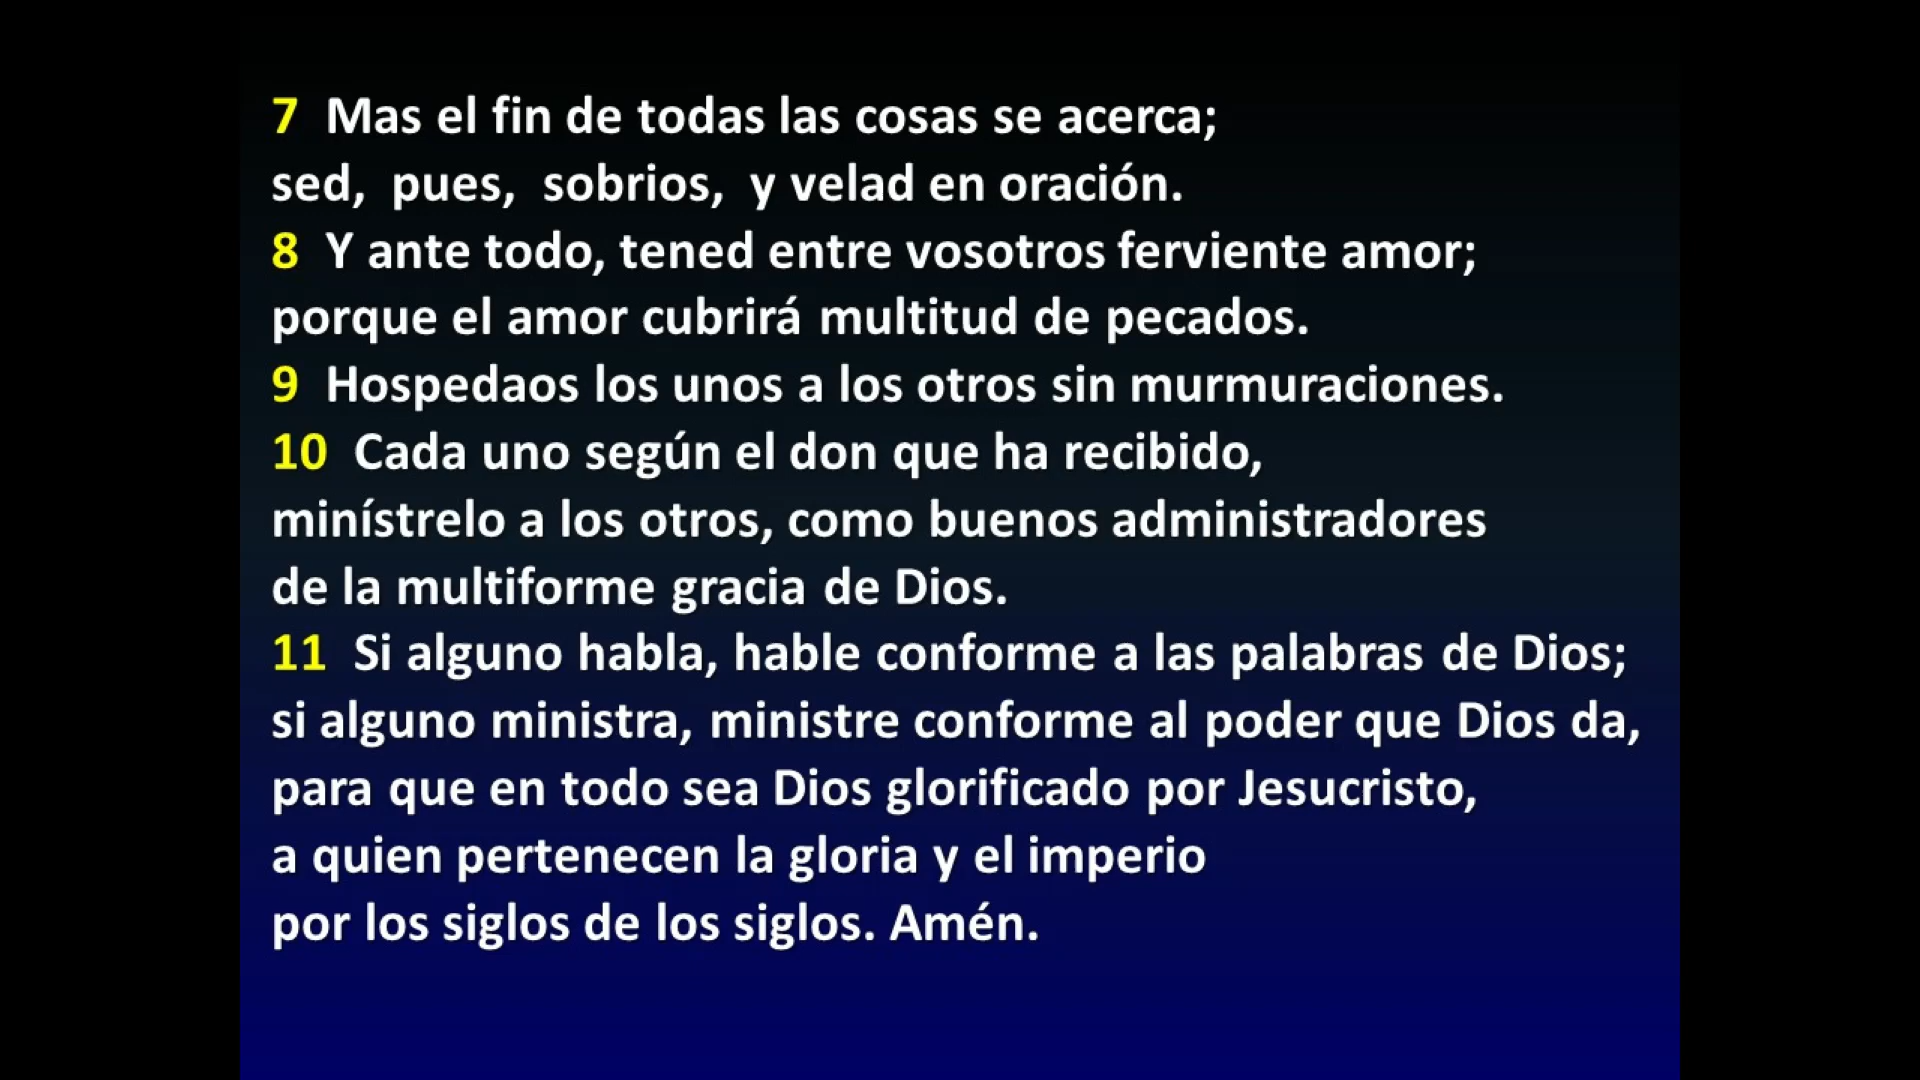 7 Mas el fin de todas las cosas se acerca;
sed, pues, sobrios, y velad en oración.
8 Y ante todo, tened entre vosotros ferviente amor;
porque el amor cubrirá multitud de pecados.
9 Hospedaos los unos a los otros sin murmuraciones.
10 Cada uno según el don que ha recibido,
minístrelo a los otros, como buenos administradores
de la multiforme gracia de Dios.
11 Si alguno habla, hable conforme a las palabras de Dios;
si alguno ministra, ministre conforme al poder que Dios da,
para que en todo sea Dios glorificado por Jesucristo,
a quien pertenecen la gloria y el imperio
por los siglos de los siglos. Amén.